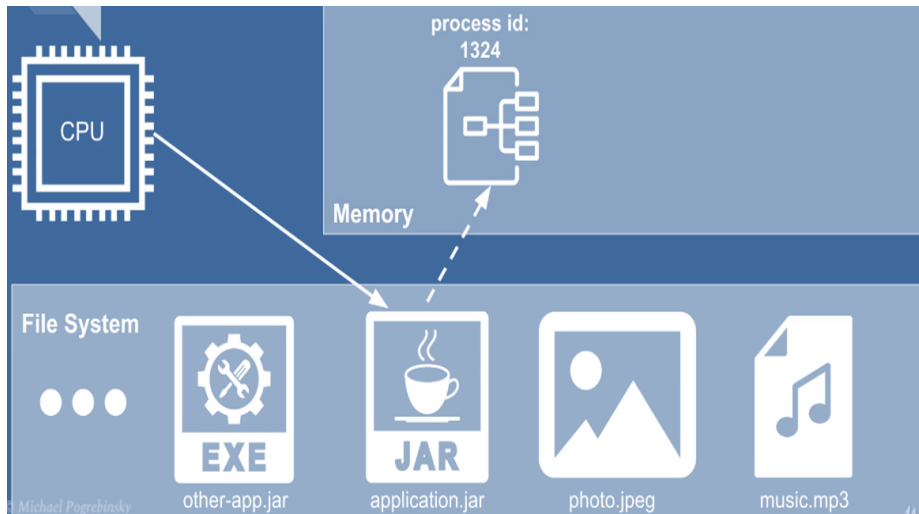 process id:
1324
CPU
Memory
File System
EXE
JAR
other-app.jar
application.jar
photo.jpeg
music.mp3
© Michael Pogrebinsky